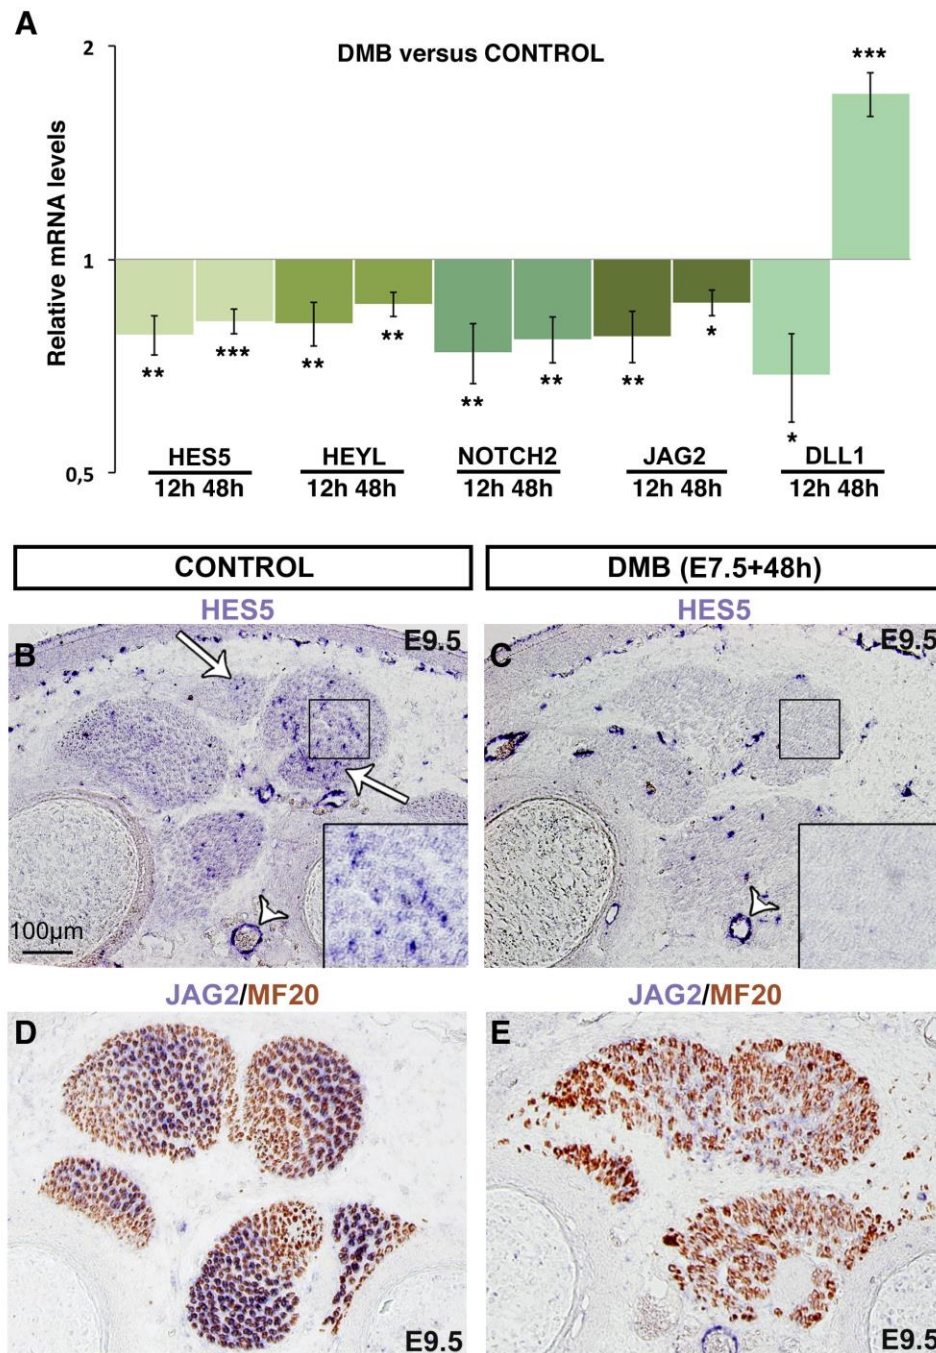 A
DMB versus CONTROL
Relative mRNA levels
2
1
0,5
***
** *** ** ** ** ** ** * *
HES5 HEYL NOTCH2 JAG2 DLL1
12h 48h 12h 48h 12h 48h 12h 48h 12h 48h
CONTROL DMB (E7.5+48h)
HES5 HES5
B E9.5 C E9.5
100µm
JAG2/MF20 JAG2/MF20
D E
E9.5 E9.5